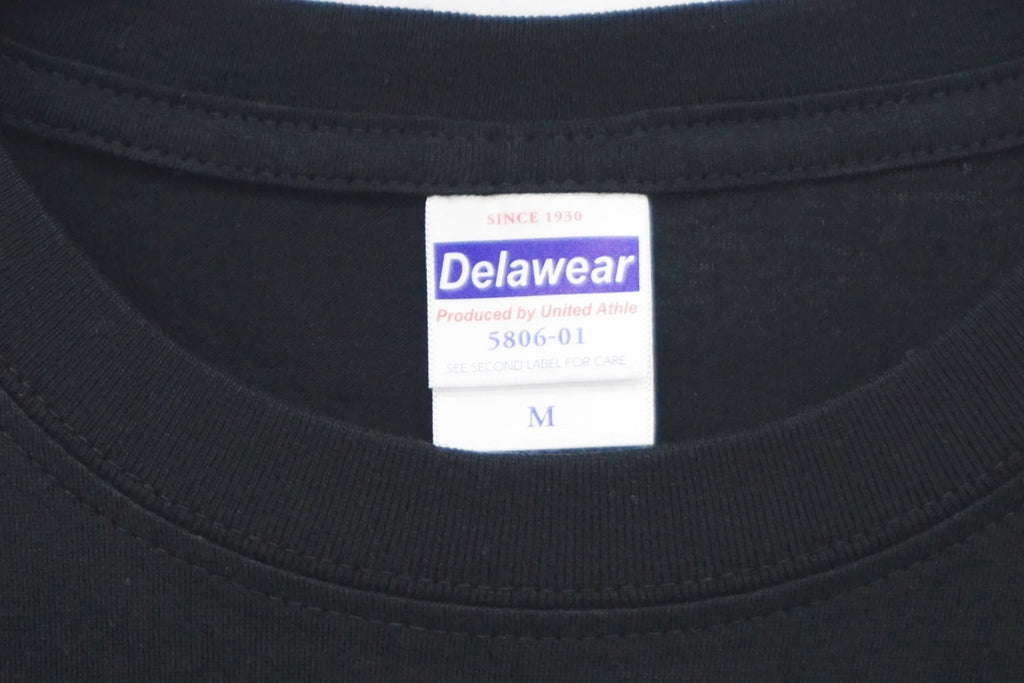 SINCE 1930
Delawear
Produced by United Athle
5806-01
SEE SECOND LABEL FOR CARE
M